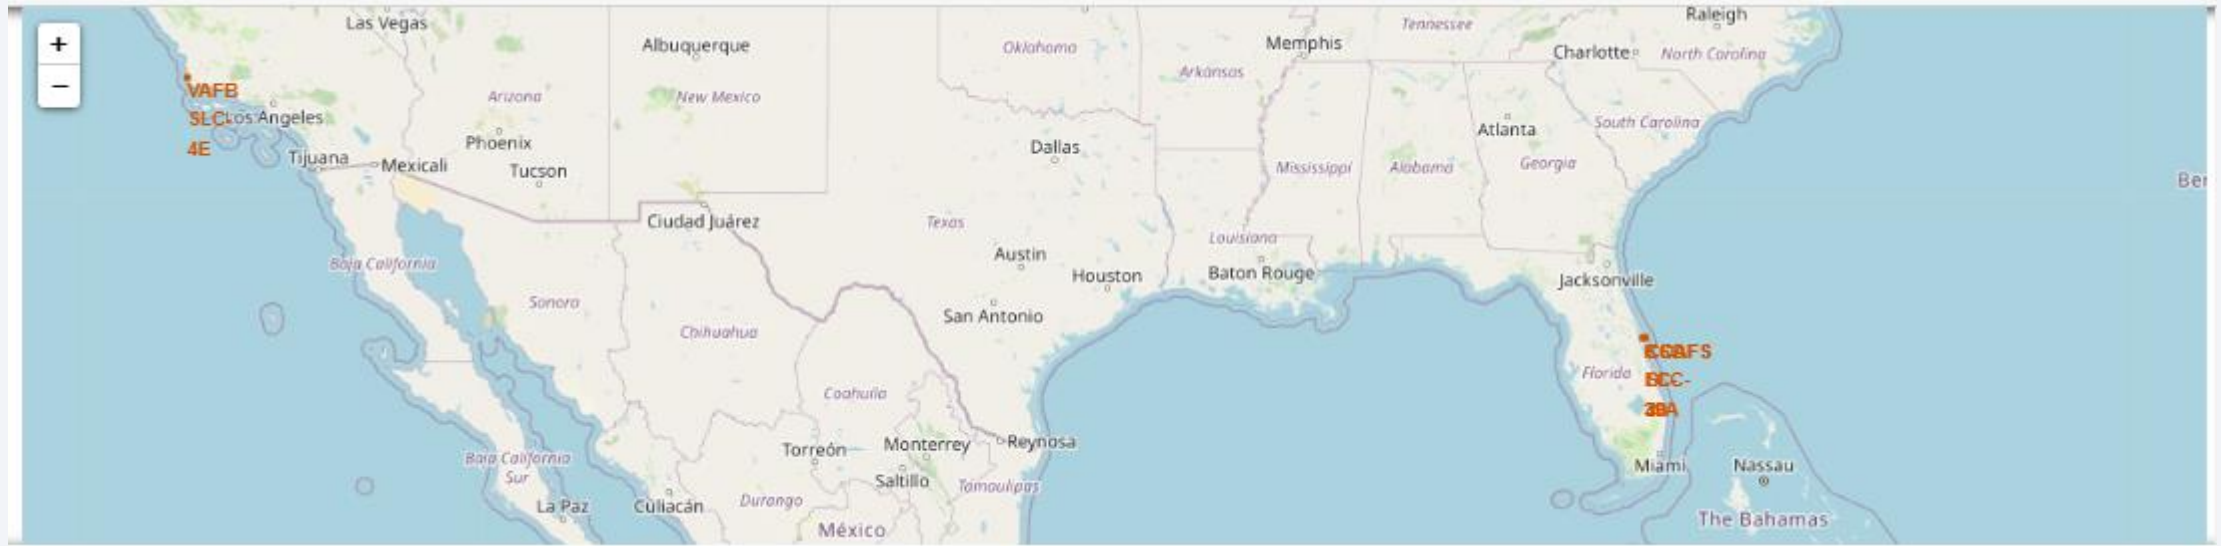 +
−
Las Vegas
Albuquerque
Oklahoma
Memphis
Tennessee
Raleigh
Charlotte
North Carolina
Arkansas
Arizona
New Mexico
VAFB
SLC-
4E
Los Angeles
Phoenix
Tucson
Tijuana
Mexicali
Dallas
Atlanta
South Carolina
Mississippi
Alabama
Georgia
Ber
Ciudad Juárez
Texas
Louisiana
Austin
Houston
Baton Rouge
Baja California
Jacksonville
Sonora
San Antonio
Chihuahua
Florida
Coahuila
Torreón
Monterrey
Reynosa
Baja California
Sur
Saltillo
Tamaulipas
Miami
Nassau
La Paz
Culiacán
Durango
México
The Bahamas